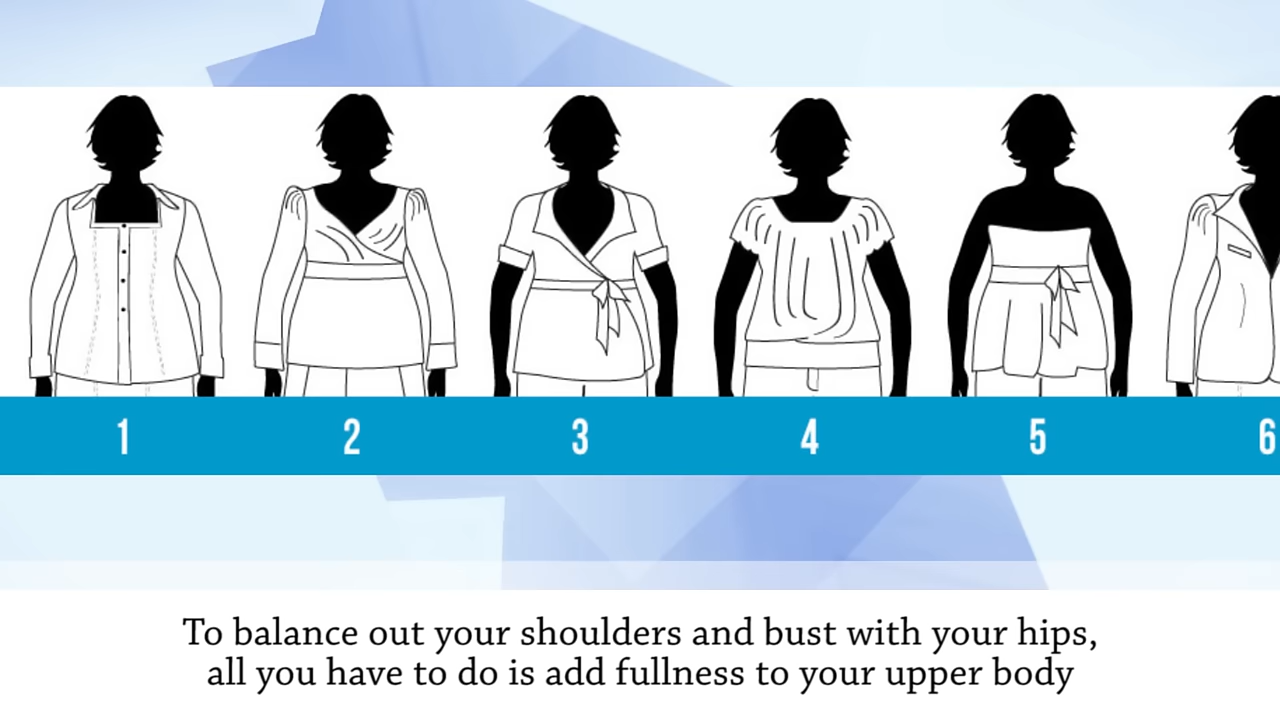 1 2 3 4 5 6
To balance out your shoulders and bust with your hips,
all you have to do is add fullness to your upper body